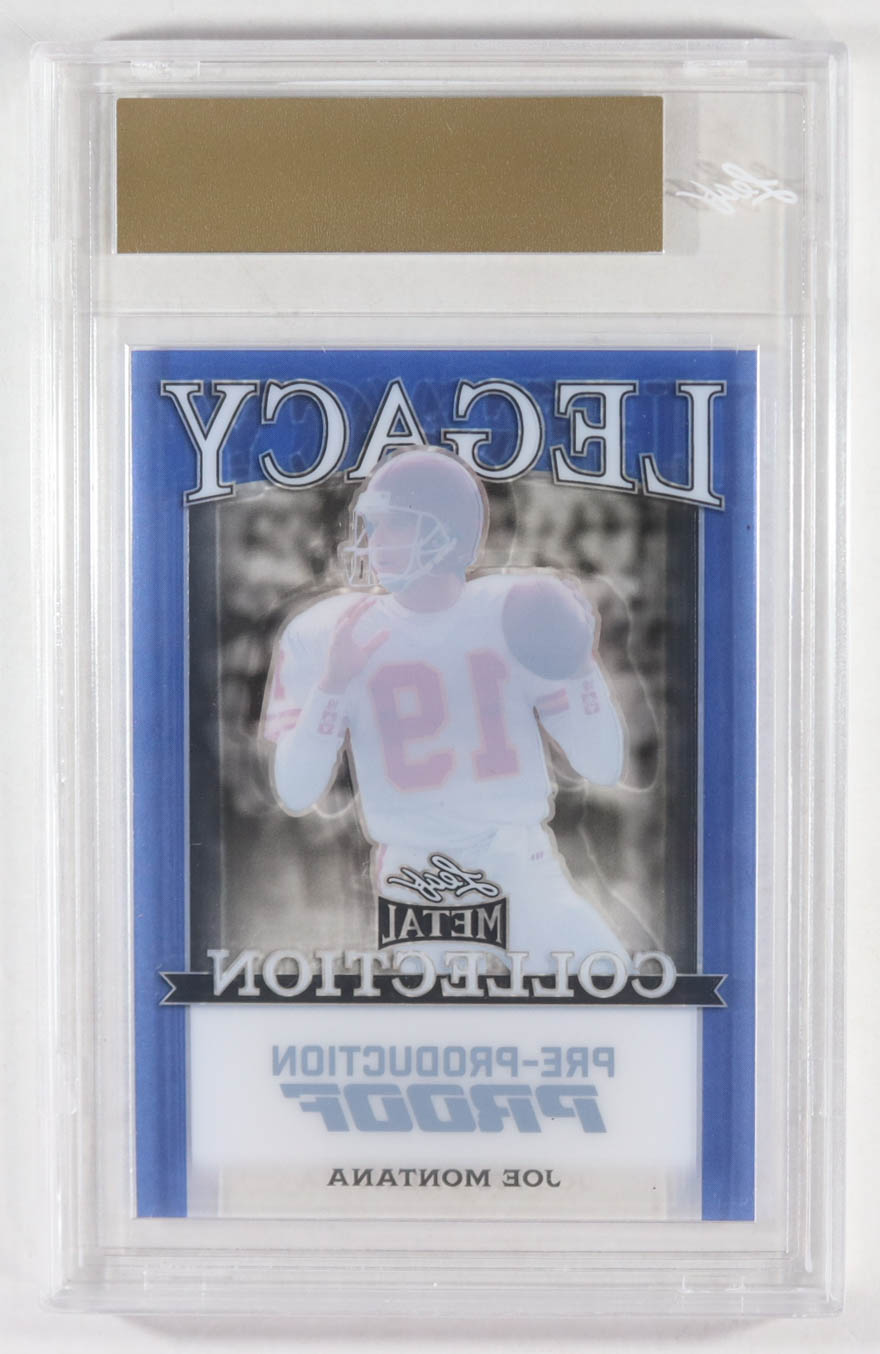 Leaf
LEGACY
19
Leaf
METAL
COLLECTION
PRE-PRODUCTION
PROOF
JOE MONTANA